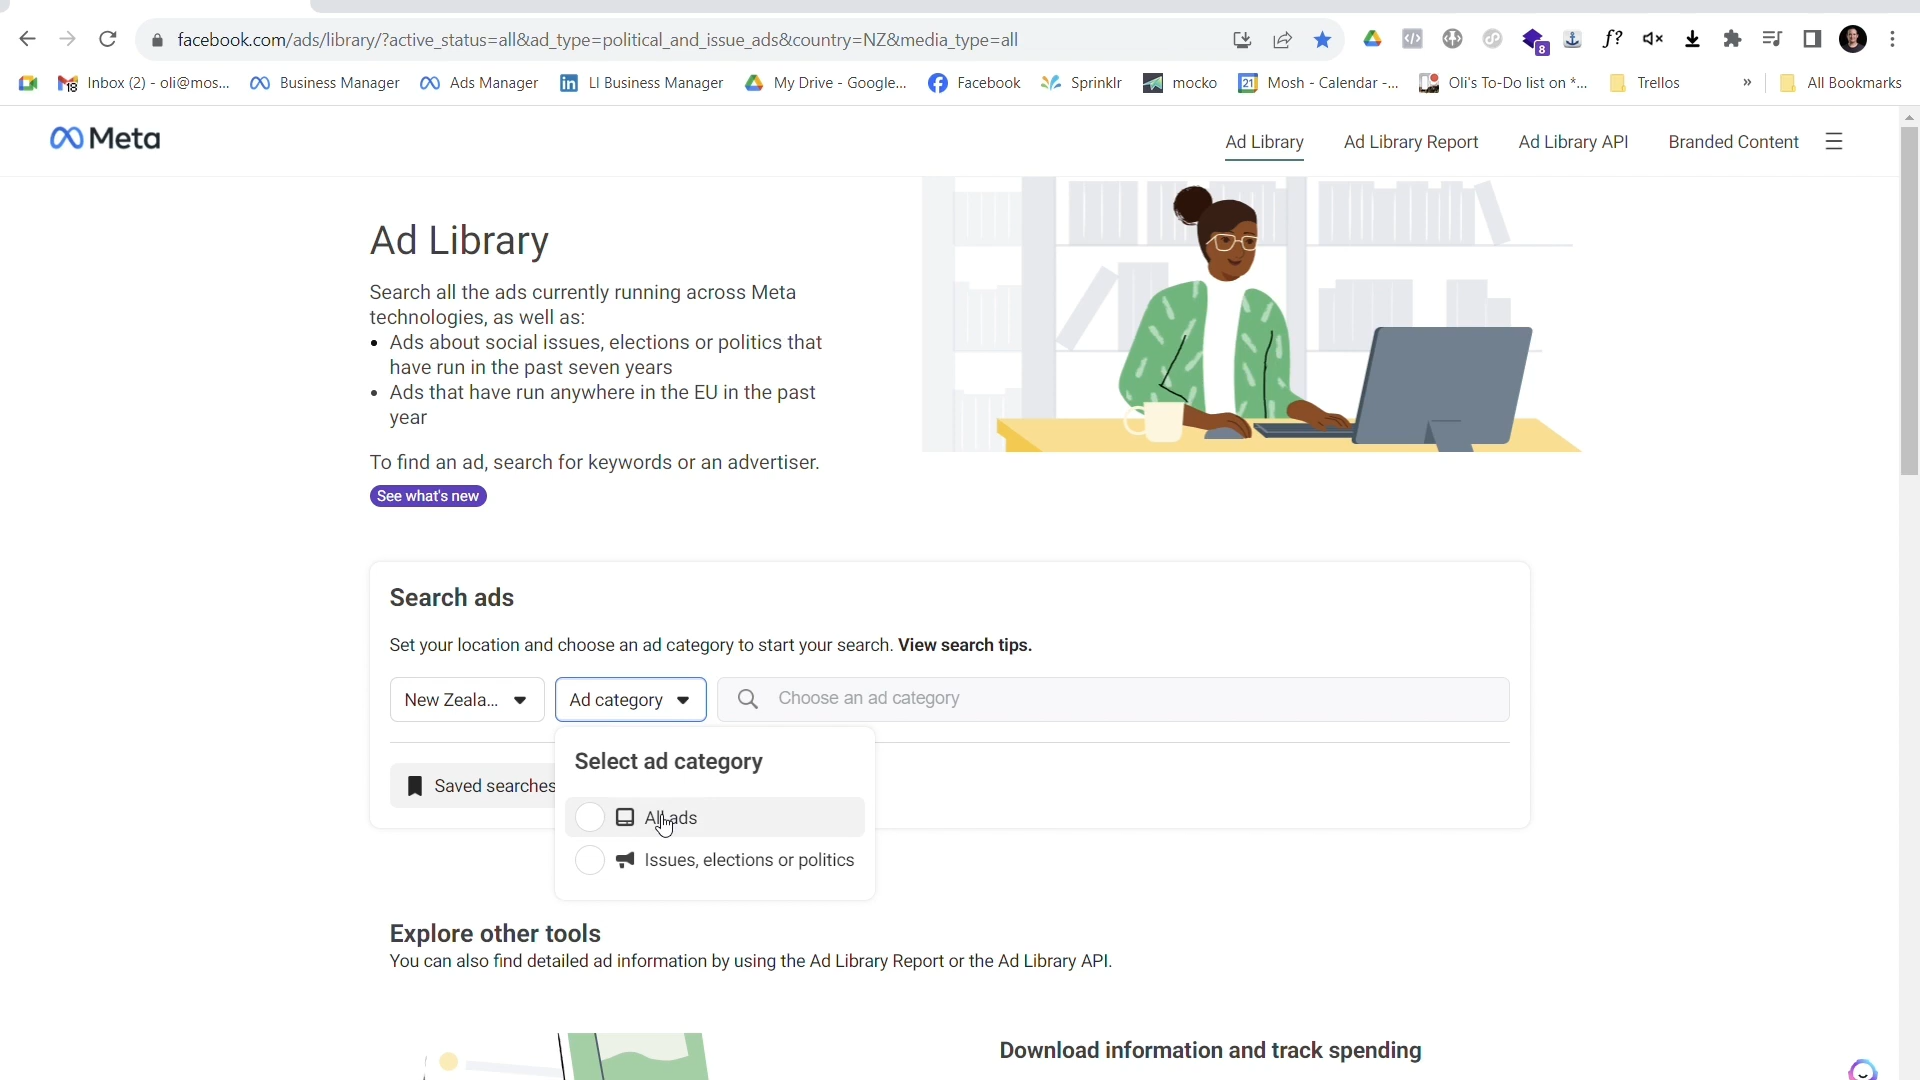 facebook.com/ads/library/?active_status=all&ad_type=political_and_issue_ads&country=NZ&media_type=all
8
f?
18 Inbox (2) - oli@mos... Business Manager Ads Manager LI Business Manager My Drive - Google... Facebook Sprinklr mocko 21 Mosh - Calendar -... Oli's To-Do list on *... Trellos » All Bookmarks
Meta
Ad Library Ad Library Report Ad Library API Branded Content
Ad Library
Search all the ads currently running across Meta
technologies, as well as:
• Ads about social issues, elections or politics that
have run in the past seven years
• Ads that have run anywhere in the EU in the past
year
To find an ad, search for keywords or an advertiser.
See what's new
Search ads
Set your location and choose an ad category to start your search. View search tips.
New Zeala... Ad category Choose an ad category
Select ad category
Saved searches
All ads
Issues, elections or politics
Explore other tools
You can also find detailed ad information by using the Ad Library Report or the Ad Library API.
Download information and track spending